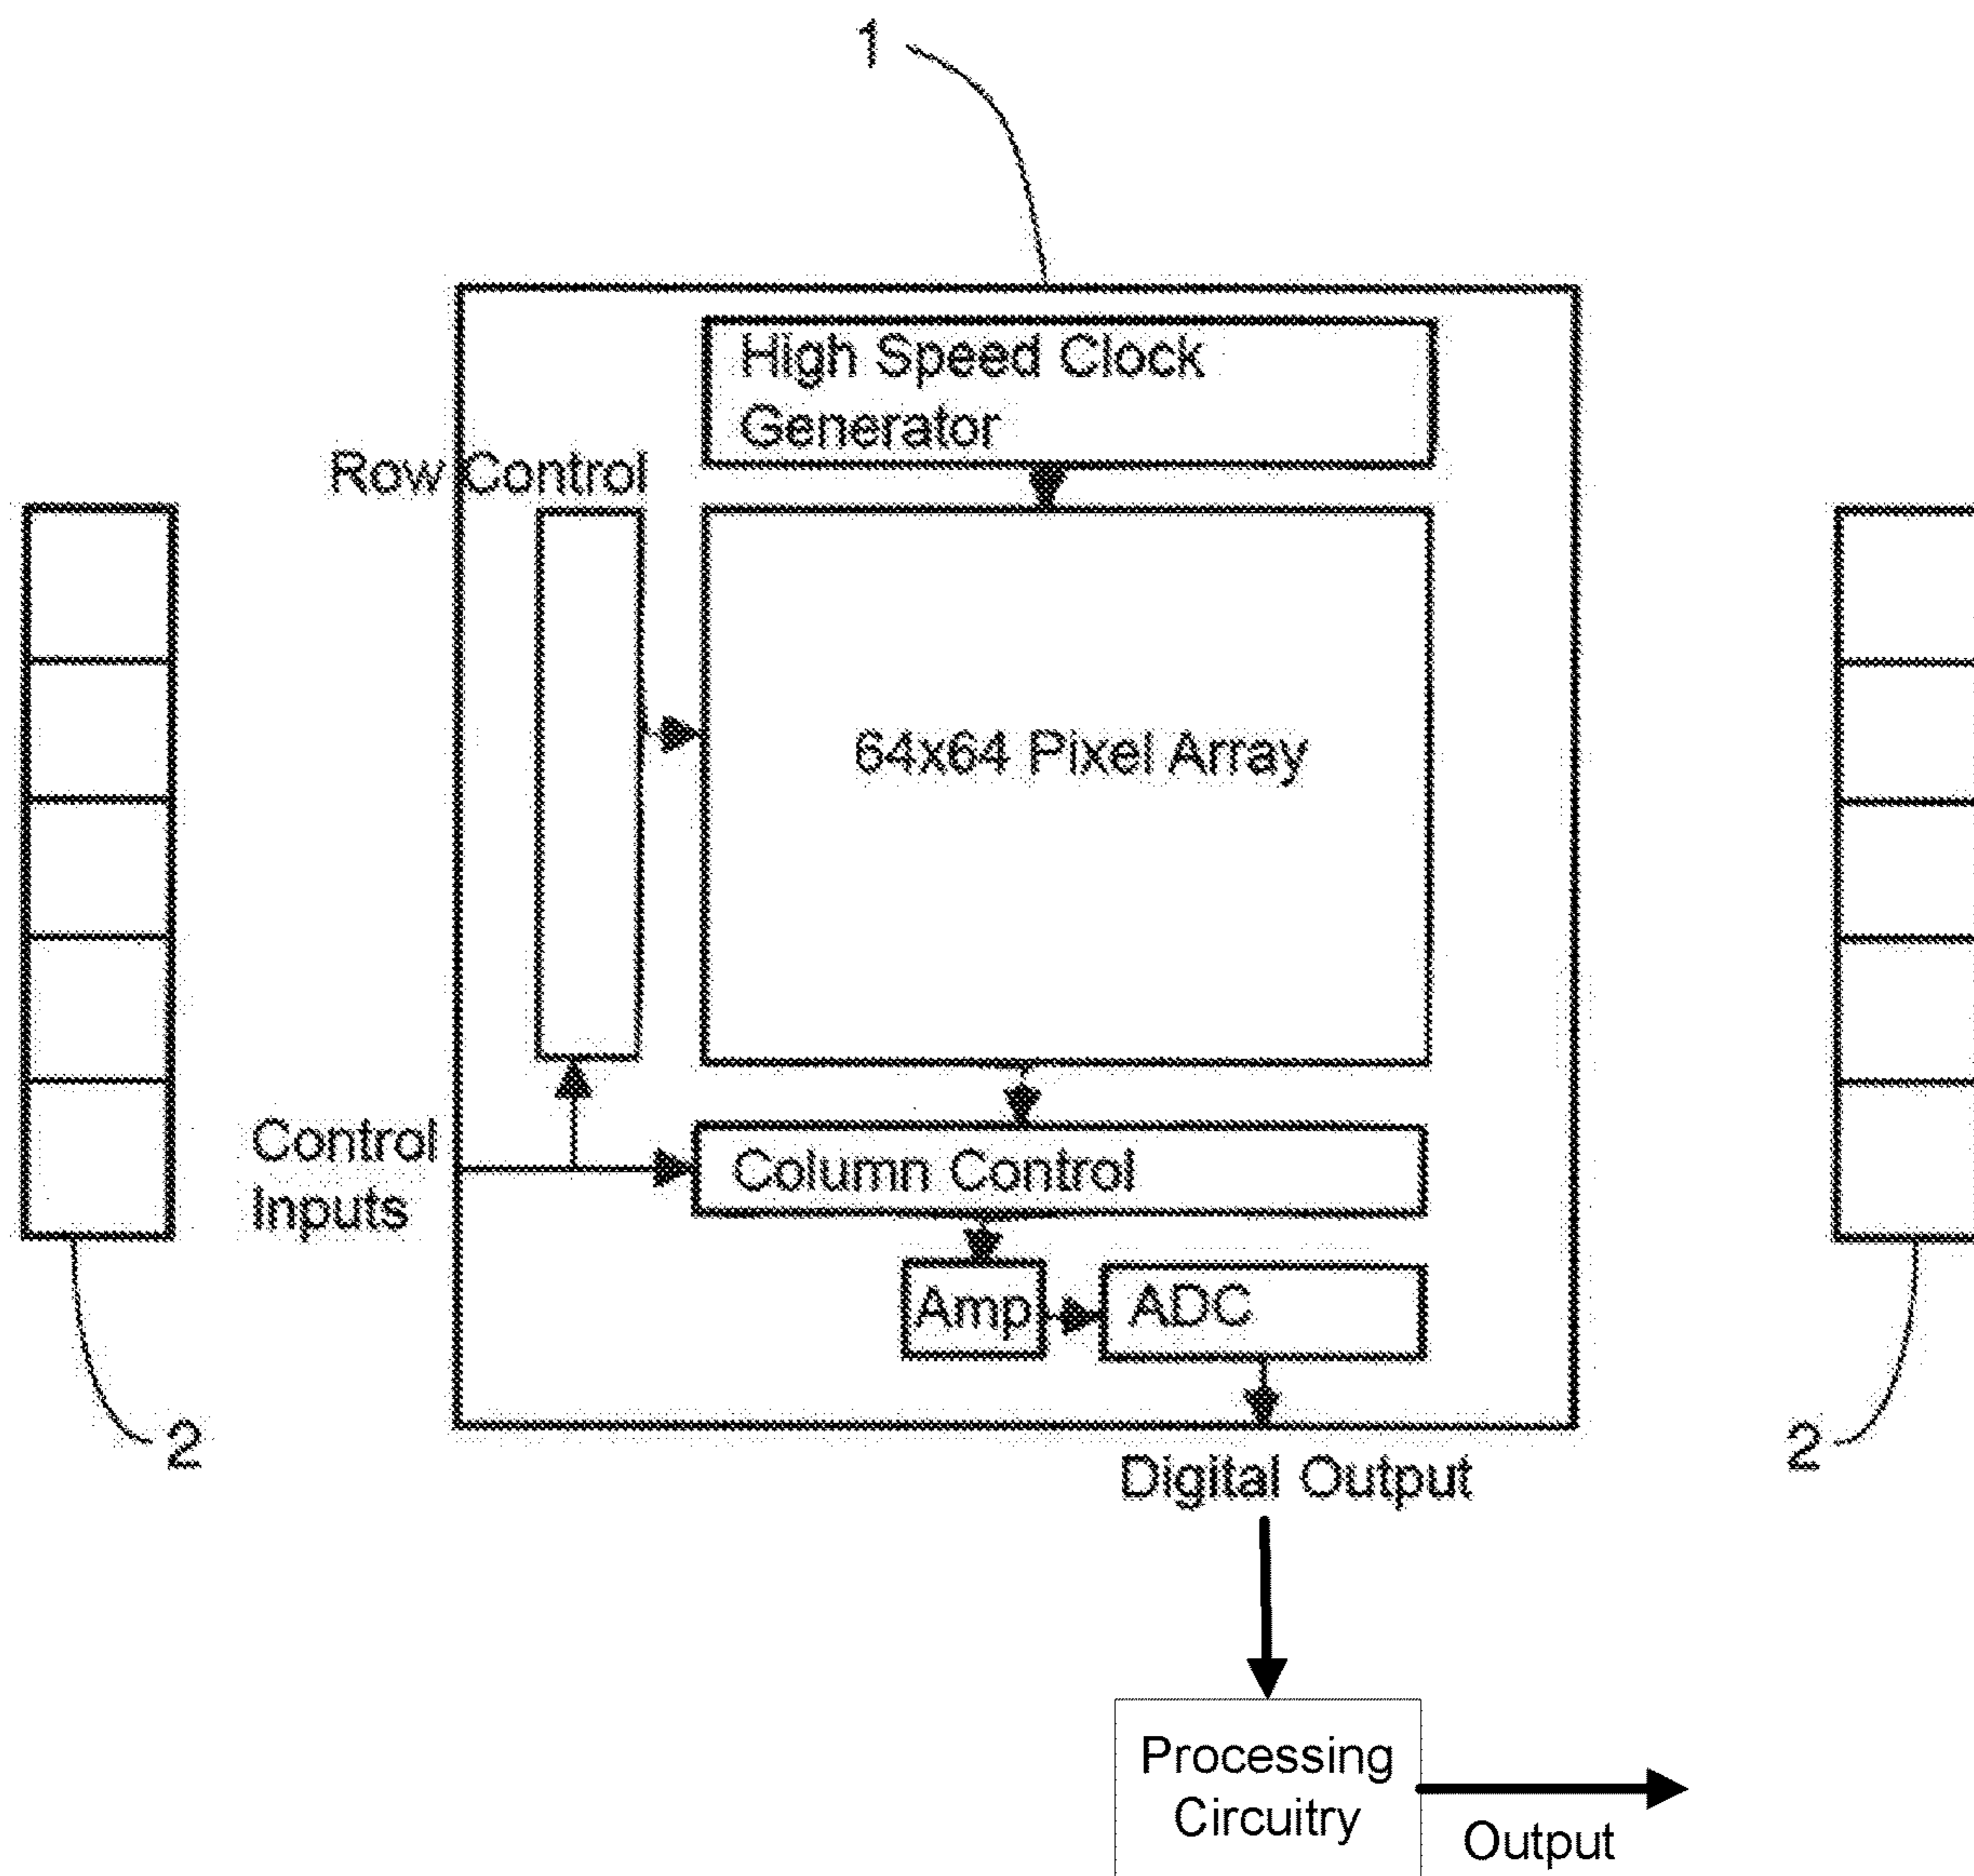 1
High Speed Clock
Generator
Row Control
64x64 Pixel Array
Control
Inputs
Column Control
Amp
ADC
2
2
Digital Output
Processing
Circuitry
Output